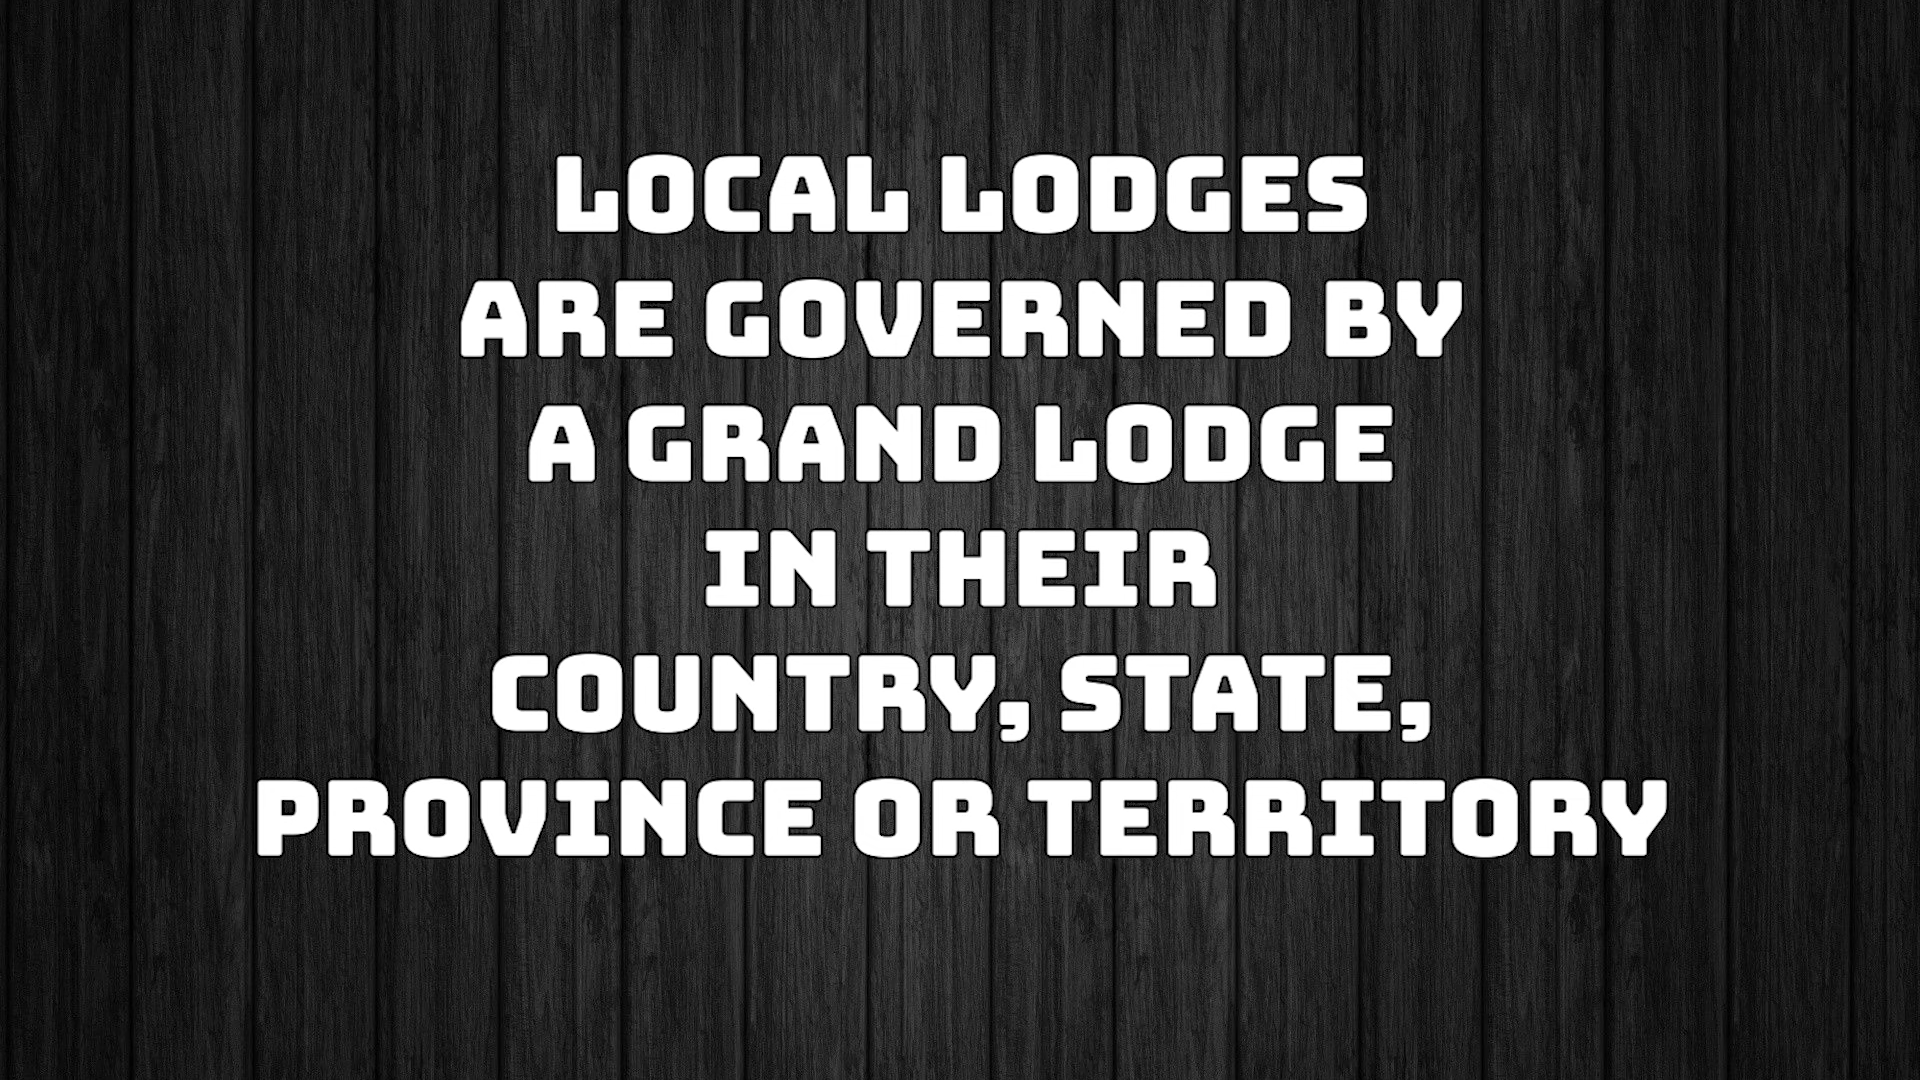 LOCAL LODGES
ARE GOVERNED BY
A GRAND LODGE
IN THEIR
COUNTRY, STATE,
PROVINCE OR TERRITORY